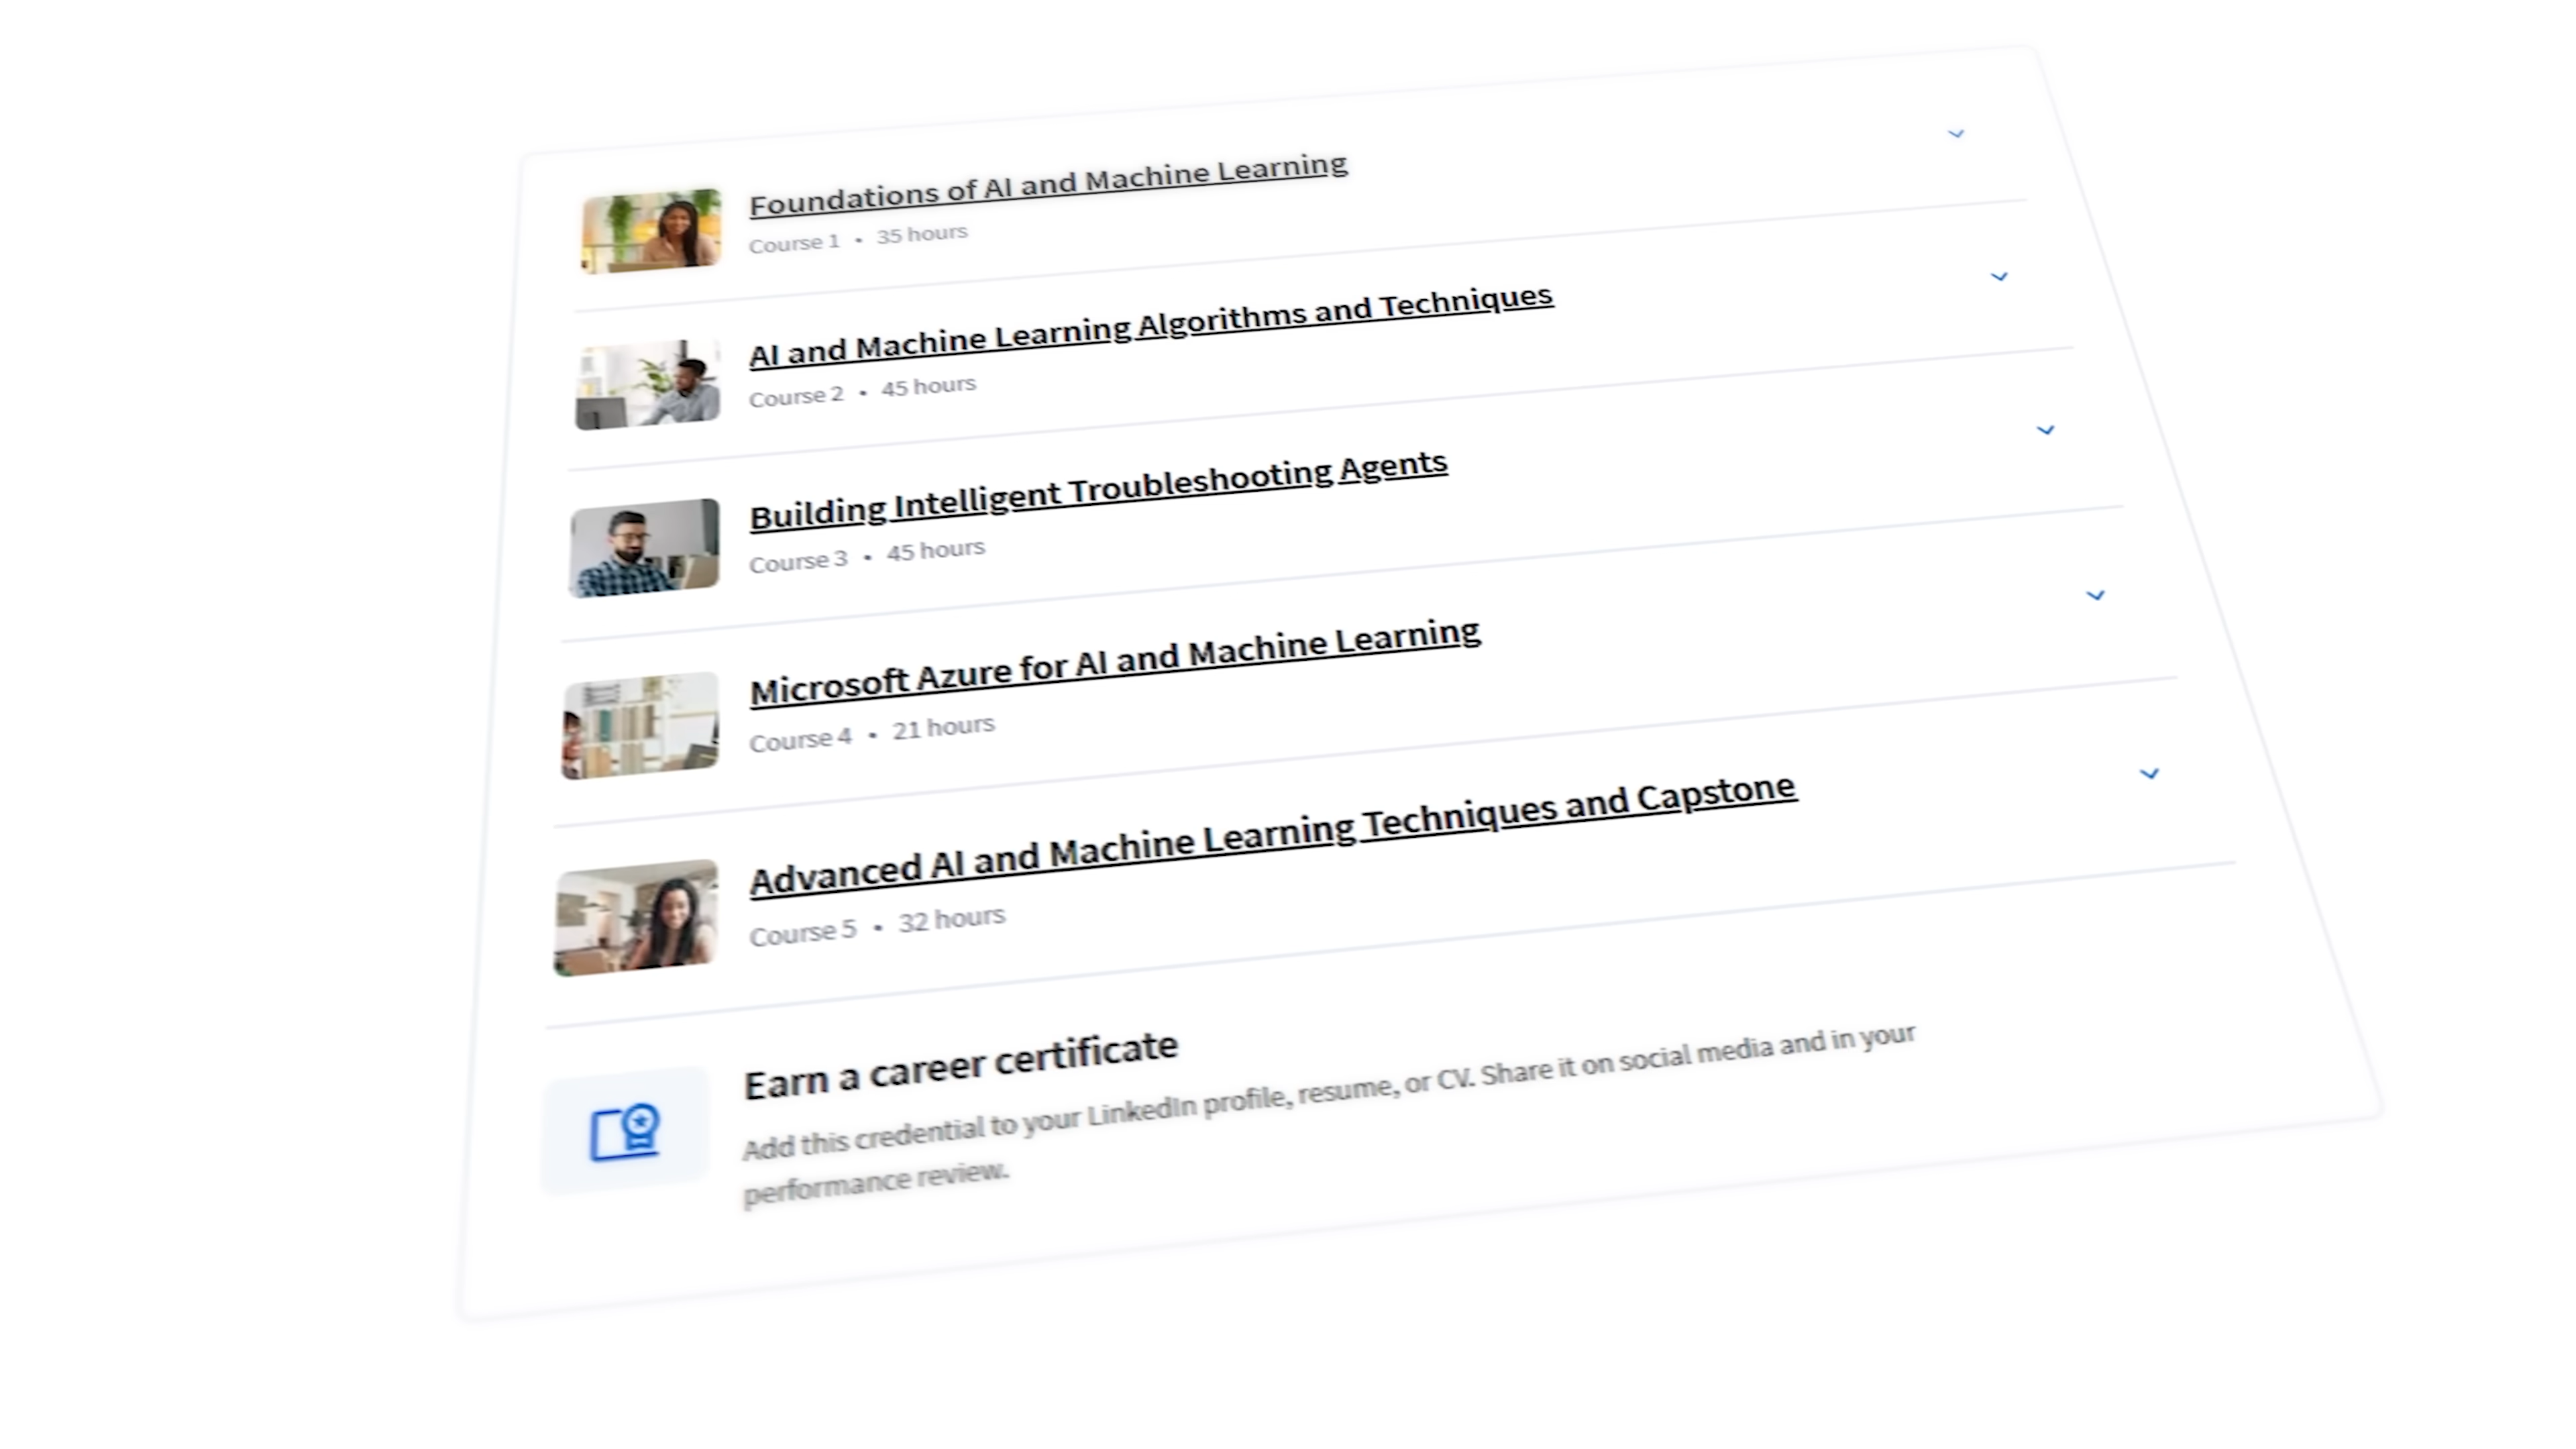 Foundations of AI and Machine Learning
Course 1 • 35 hours
AI and Machine Learning Algorithms and Techniques
Course 2 • 45 hours
Building Intelligent Troubleshooting Agents
Course 3 • 45 hours
Microsoft Azure for AI and Machine Learning
Course 4 • 21 hours
Advanced AI and Machine Learning Techniques and Capstone
Course 5 • 32 hours
Earn a career certificate
Add this credential to your LinkedIn profile, resume, or CV. Share it on social media and in your
performance review.